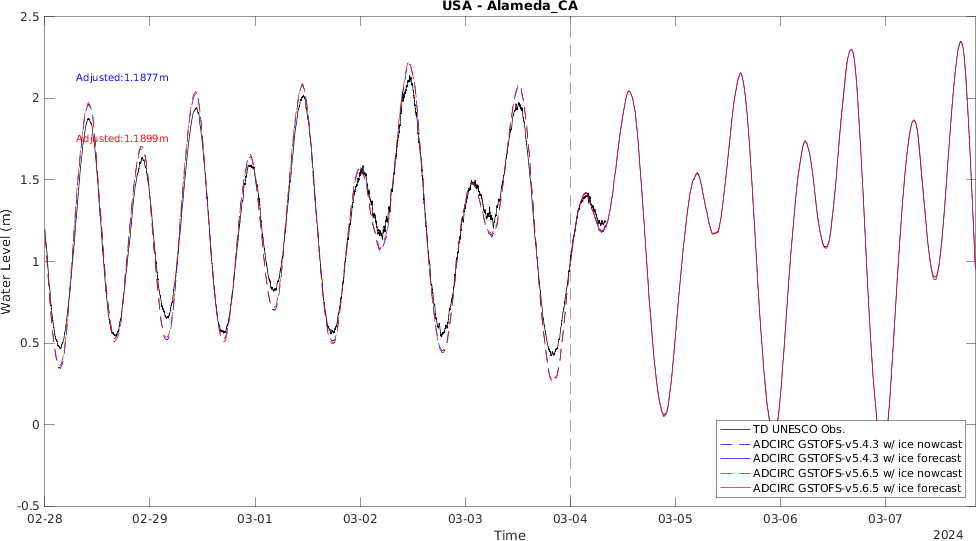 USA - Alameda_CA
2.5
2
1.5
1
0.5
0
-0.5
Water Level (m)
Adjusted:1.1877m
Adjusted:1.1899m
TD UNESCO Obs.
ADCIRC GSTOFS-v5.4.3 w/ ice nowcast
ADCIRC GSTOFS-v5.4.3 w/ ice forecast
ADCIRC GSTOFS-v5.6.5 w/ ice nowcast
ADCIRC GSTOFS-v5.6.5 w/ ice forecast
02-28 02-29 03-01 03-02 03-03 03-04 03-05 03-06 03-07
Time
2024